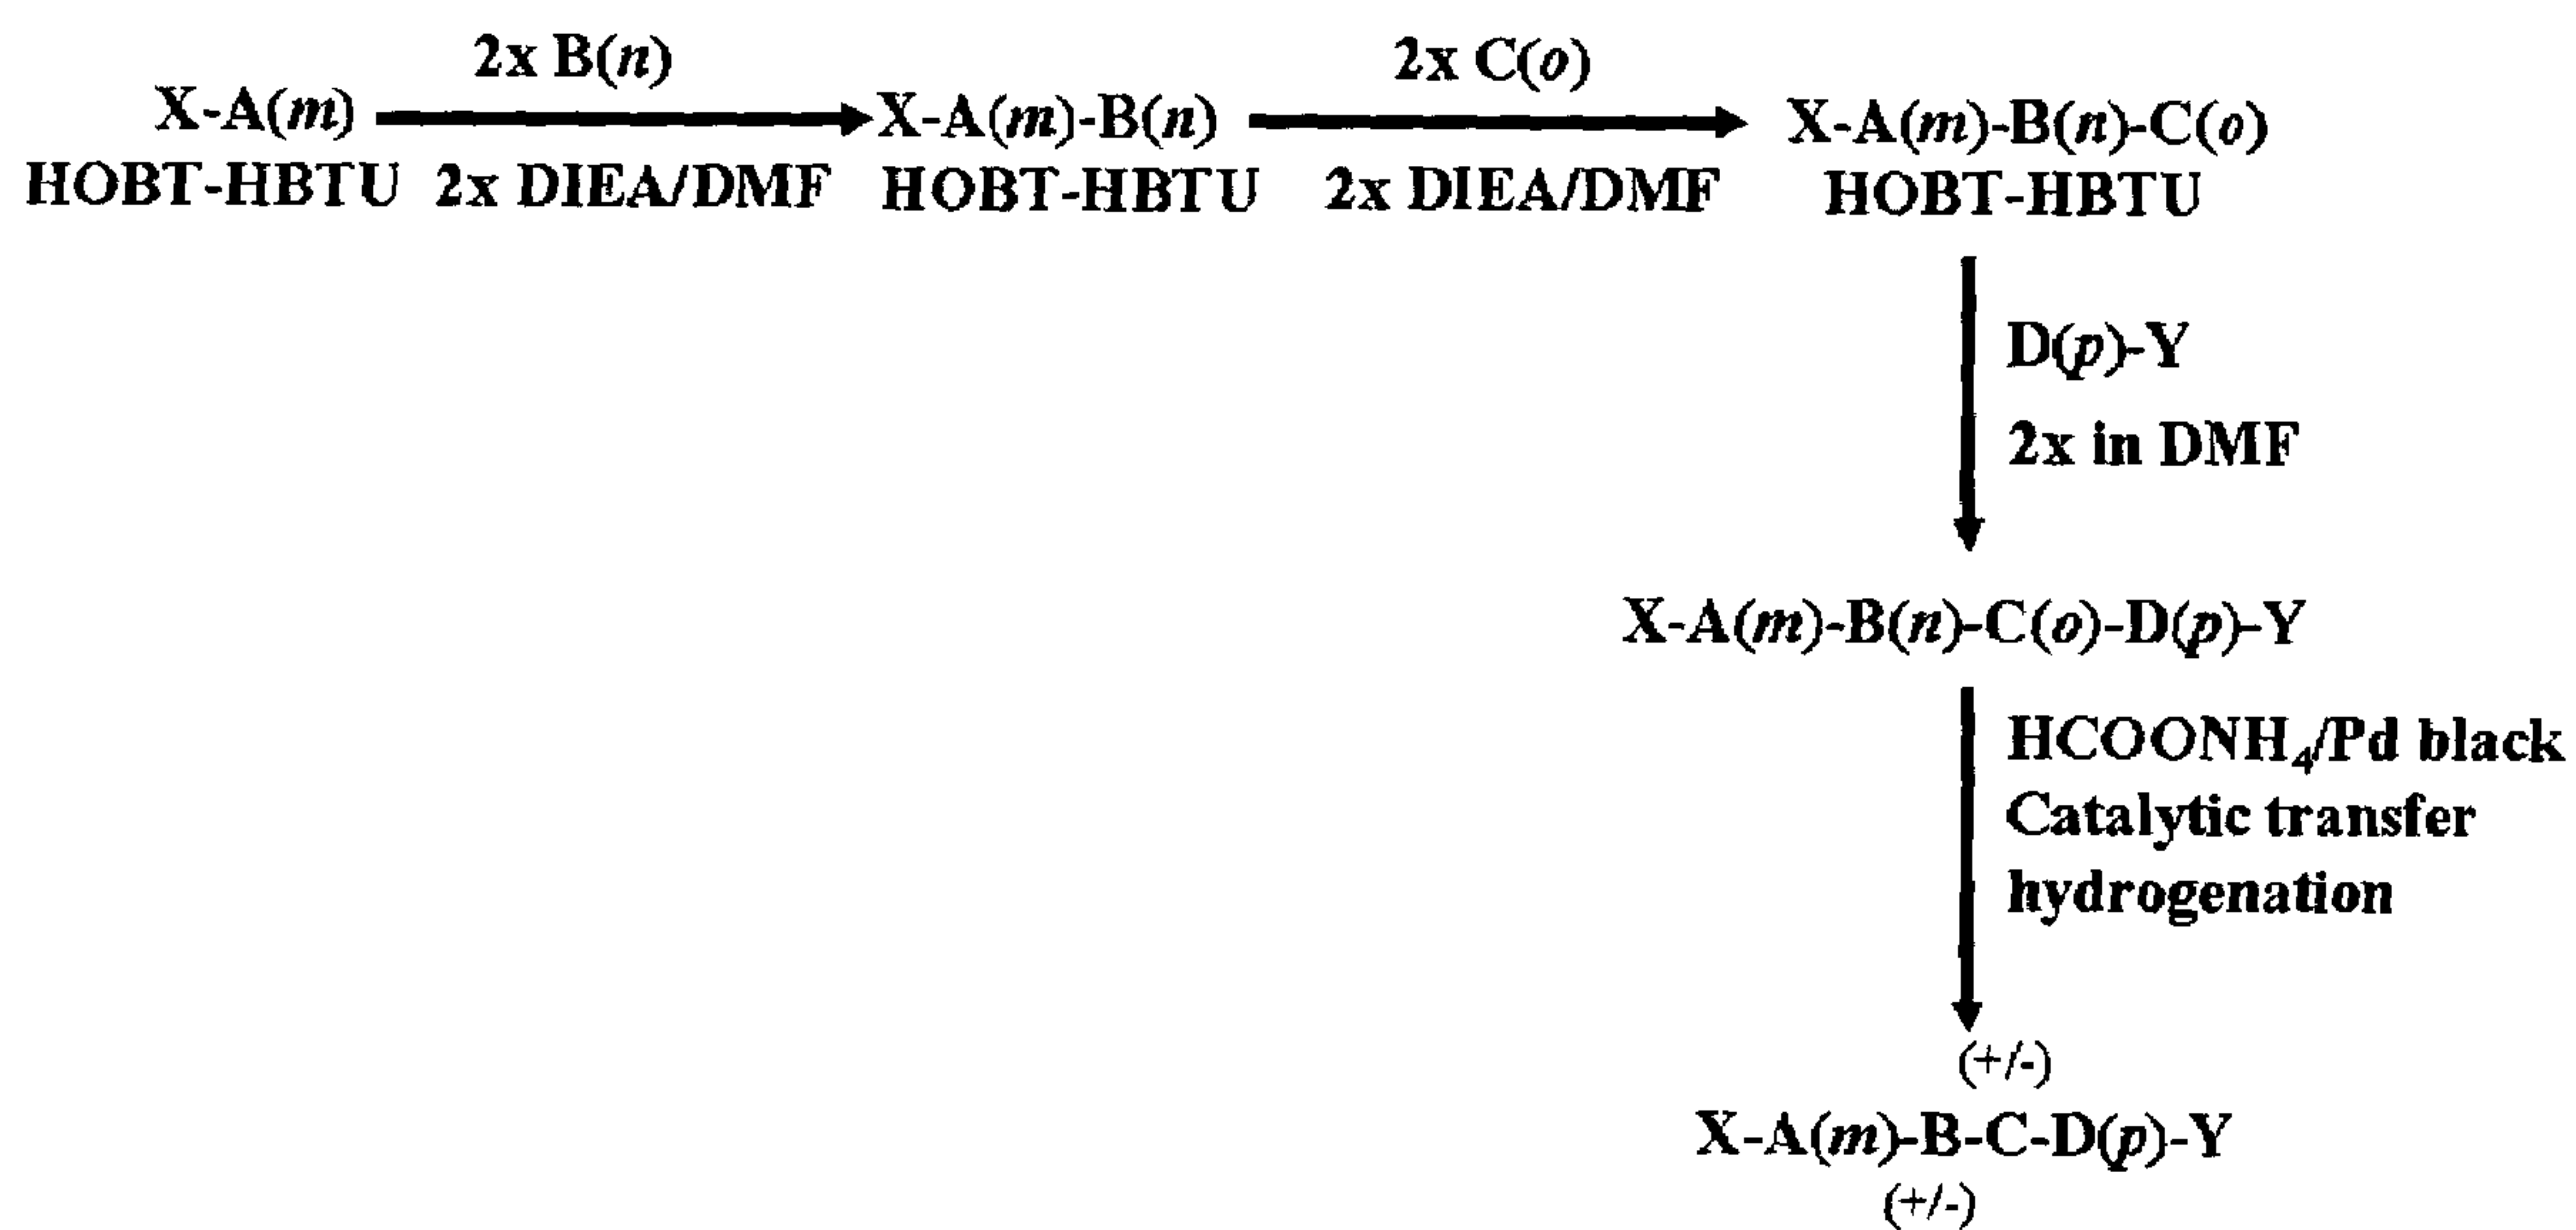 2x B(n) 2x C(o)
X-A(m) X-A(m)-B(n) X-A(m)-B(n)-C(o)
HOBT-HBTU 2x DIEA/DMF HOBT-HBTU 2x DIEA/DMF HOBT-HBTU
D(p)-Y
2x in DMF
X-A(m)-B(n)-C(o)-D(p)-Y
HCOONH₄/Pd black
Catalytic transfer
hydrogenation
(+/-)
X-A(m)-B-C-D(p)-Y
(+/-)